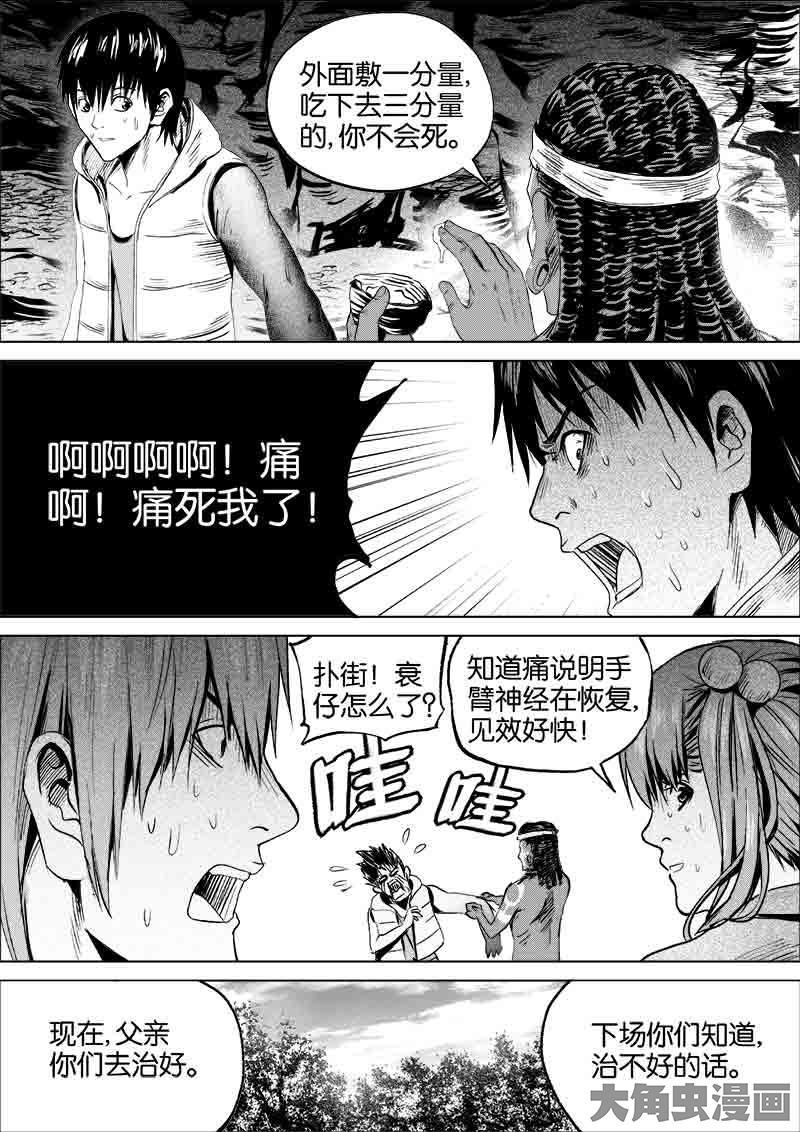 外面敷一分量,
吃下去三分量
的,你不会死。
啊啊啊啊！痛
啊！痛死我了！
扑街！衰
仔怎么了?
知道痛说明手
臂神经在恢复,
见效好快！
哇
哇
现在,父亲
你们去治好。
下场你们知道,
治不好的话。
大角虫漫画